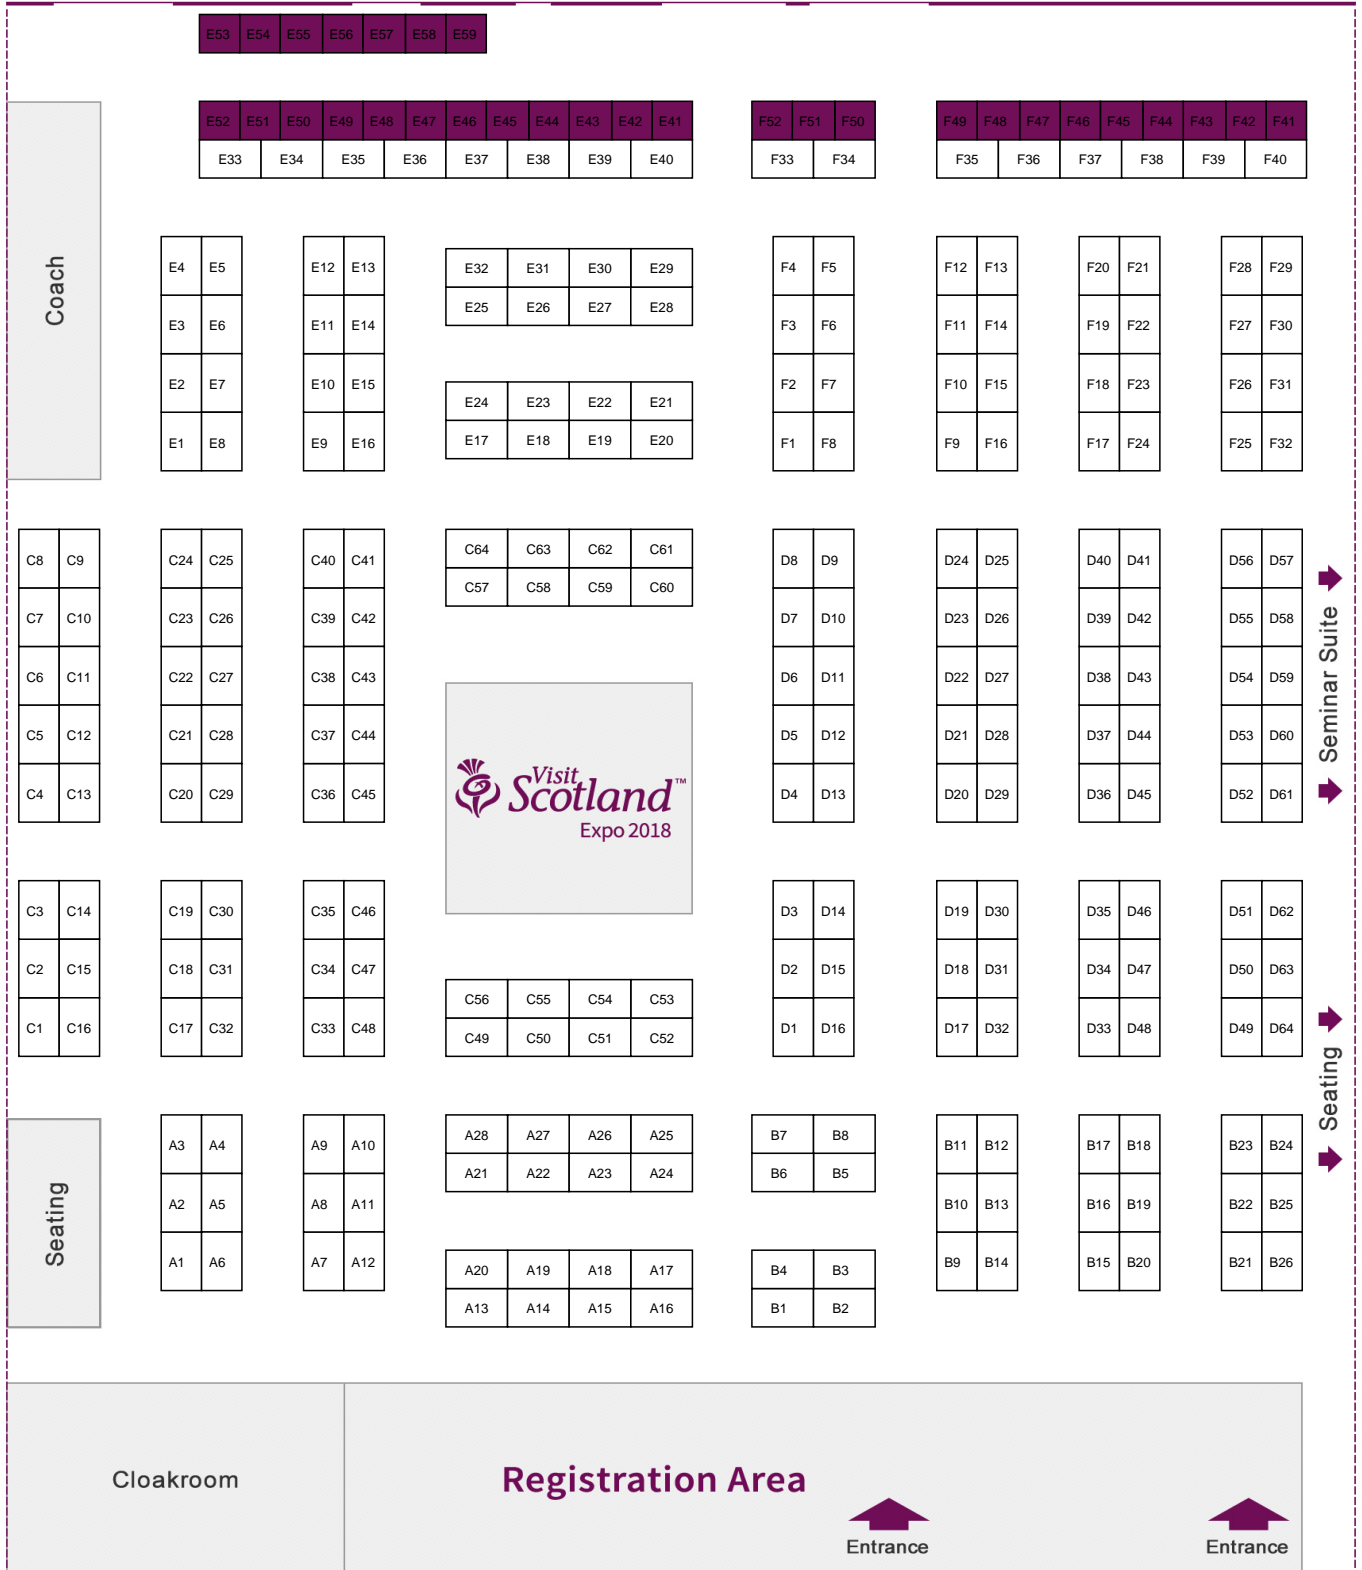 E53 E54 E55 E56 E57 E58 E59
E52 E51 E50 E49 E48 E47 E46 E45 E44 E43 E42 E41 F52 F51 F50 F49 F48 F47 F46 F45 F44 F43 F42 F41
E33 E34 E35 E36 E37 E38 E39 E40 F33 F34 F35 F36 F37 F38 F39 F40
Coach
E4 E5 E12 E13 E32 E31 E30 E29 F4 F5 F12 F13 F20 F21 F28 F29
E25 E26 E27 E28
E3 E6 E11 E14 F3 F6 F11 F14 F19 F22 F27 F30
E2 E7 E10 E15 F2 F7 F10 F15 F18 F23 F26 F31
E24 E23 E22 E21
E1 E8 E9 E16 E17 E18 E19 E20 F1 F8 F9 F16 F17 F24 F25 F32
C64 C63 C62 C61
C8 C9 C24 C25 C40 C41 D8 D9 D24 D25 D40 D41 D56 D57
C57 C58 C59 C60
C7 C10 C23 C26 C39 C42 D7 D10 D23 D26 D39 D42 D55 D58
C6 C11 C22 C27 C38 C43 D6 D11 D22 D27 D38 D43 D54 D59
Seminar Suite
C5 C12 C21 C28 C37 C44 D5 D12 D21 D28 D37 D44 D53 D60
Visit
Scotland™
Expo 2018
C4 C13 C20 C29 C36 C45 D4 D13 D20 D29 D36 D45 D52 D61
C3 C14 C19 C30 C35 C46 D3 D14 D19 D30 D35 D46 D51 D62
C2 C15 C18 C31 C34 C47 D2 D15 D18 D31 D34 D47 D50 D63
C56 C55 C54 C53
C1 C16 C17 C32 C33 C48 C49 C50 C51 C52 D1 D16 D17 D32 D33 D48 D49 D64
Seating
A3 A4 A9 A10 A28 A27 A26 A25 B7 B8 B11 B12 B17 B18 B23 B24
A21 A22 A23 A24 B6 B5
A2 A5 A8 A11 B10 B13 B16 B19 B22 B25
Seating
A1 A6 A7 A12 A20 A19 A18 A17 B4 B3 B9 B14 B15 B20 B21 B26
A13 A14 A15 A16 B1 B2
Cloakroom
Registration Area
Entrance
Entrance